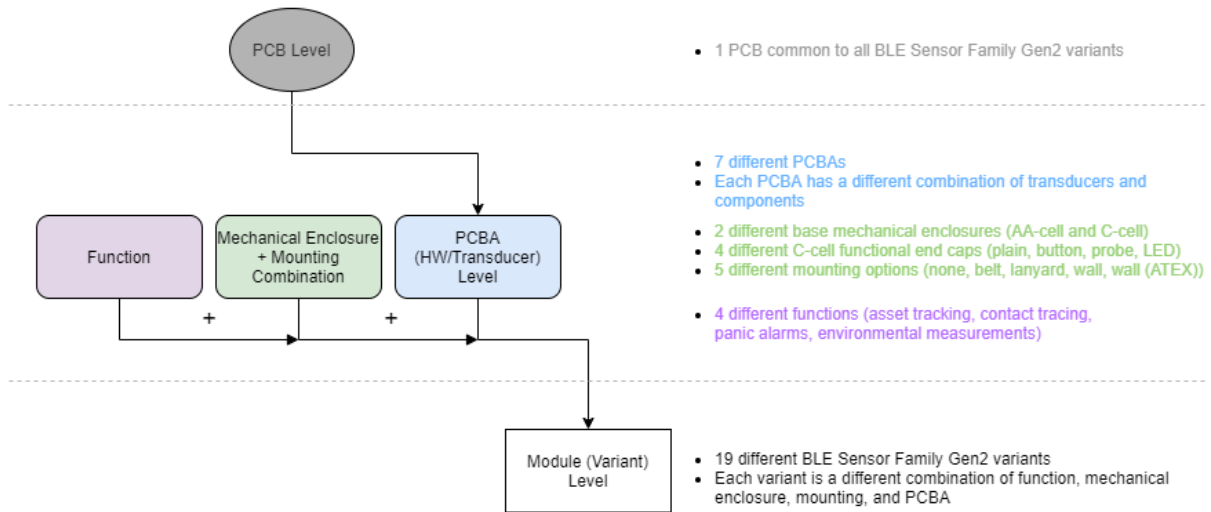 PCB Level
• 1 PCB common to all BLE Sensor Family Gen2 variants
Function
Mechanical Enclosure
+ Mounting
Combination
PCBA
(HW/Transducer)
Level
+
+
• 7 different PCBAs
• Each PCBA has a different combination of transducers and
components
• 2 different base mechanical enclosures (AA-cell and C-cell)
• 4 different C-cell functional end caps (plain, button, probe, LED)
• 5 different mounting options (none, belt, lanyard, wall, wall (ATEX))
• 4 different functions (asset tracking, contact tracing,
panic alarms, environmental measurements)
Module (Variant)
Level
• 19 different BLE Sensor Family Gen2 variants
• Each variant is a different combination of function, mechanical
enclosure, mounting, and PCBA